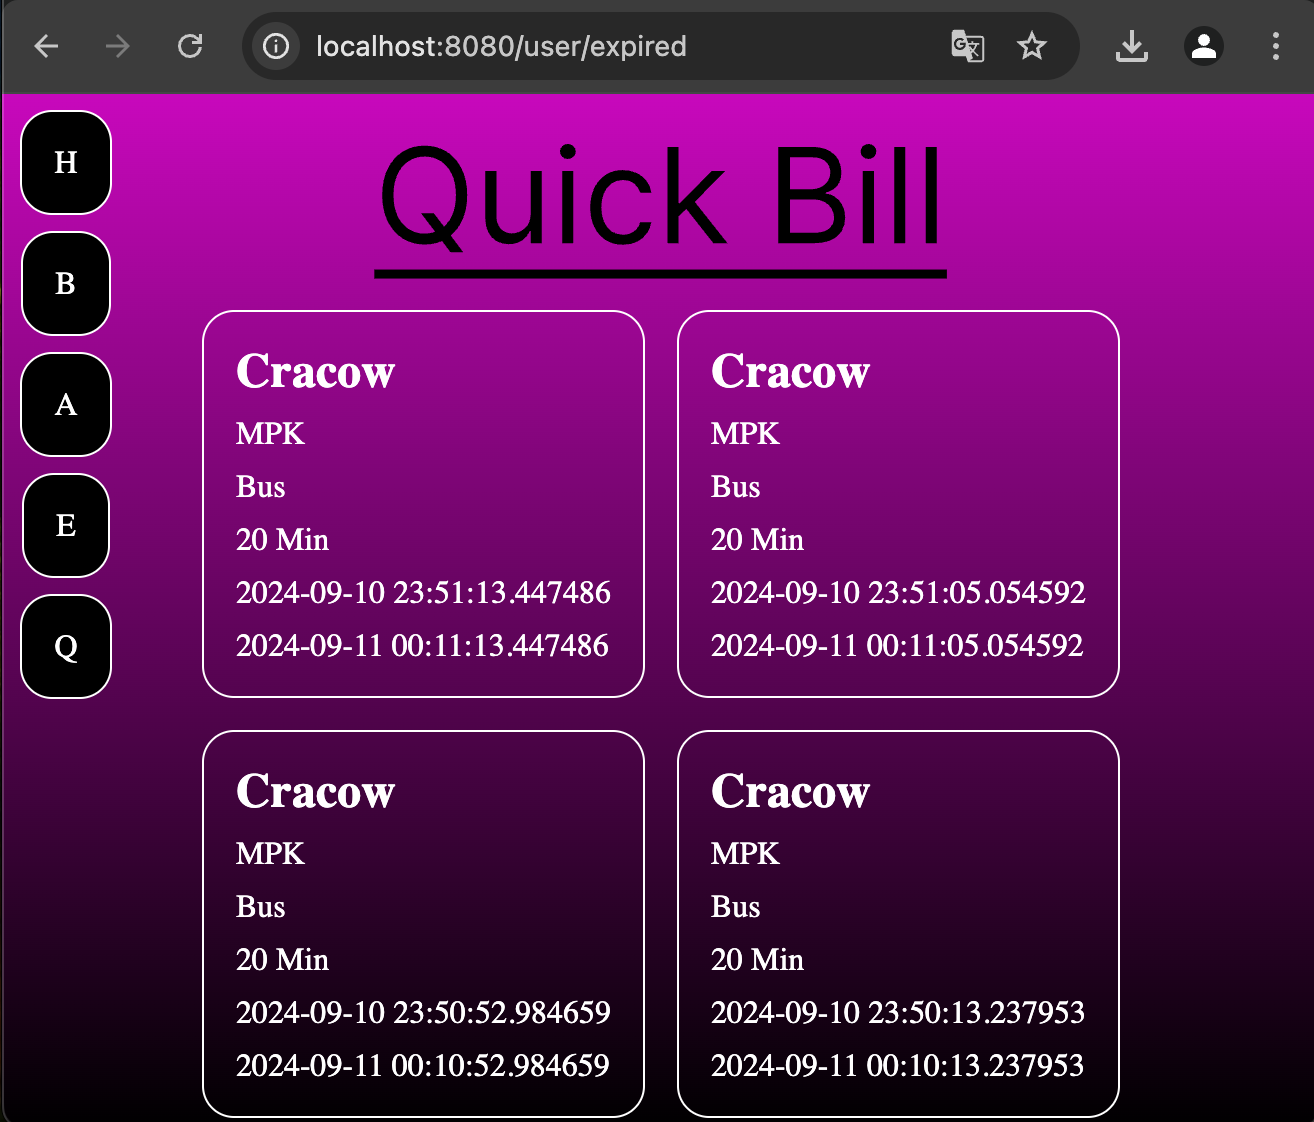 localhost:8080/user/expired
H
B
A
E
Q
Quick Bill
Cracow
MPK
Bus
20 Min
2024-09-10 23:51:13.447486
2024-09-11 00:11:13.447486
Cracow
MPK
Bus
20 Min
2024-09-10 23:51:05.054592
2024-09-11 00:11:05.054592
Cracow
MPK
Bus
20 Min
2024-09-10 23:50:52.984659
2024-09-11 00:10:52.984659
Cracow
MPK
Bus
20 Min
2024-09-10 23:50:13.237953
2024-09-11 00:10:13.237953